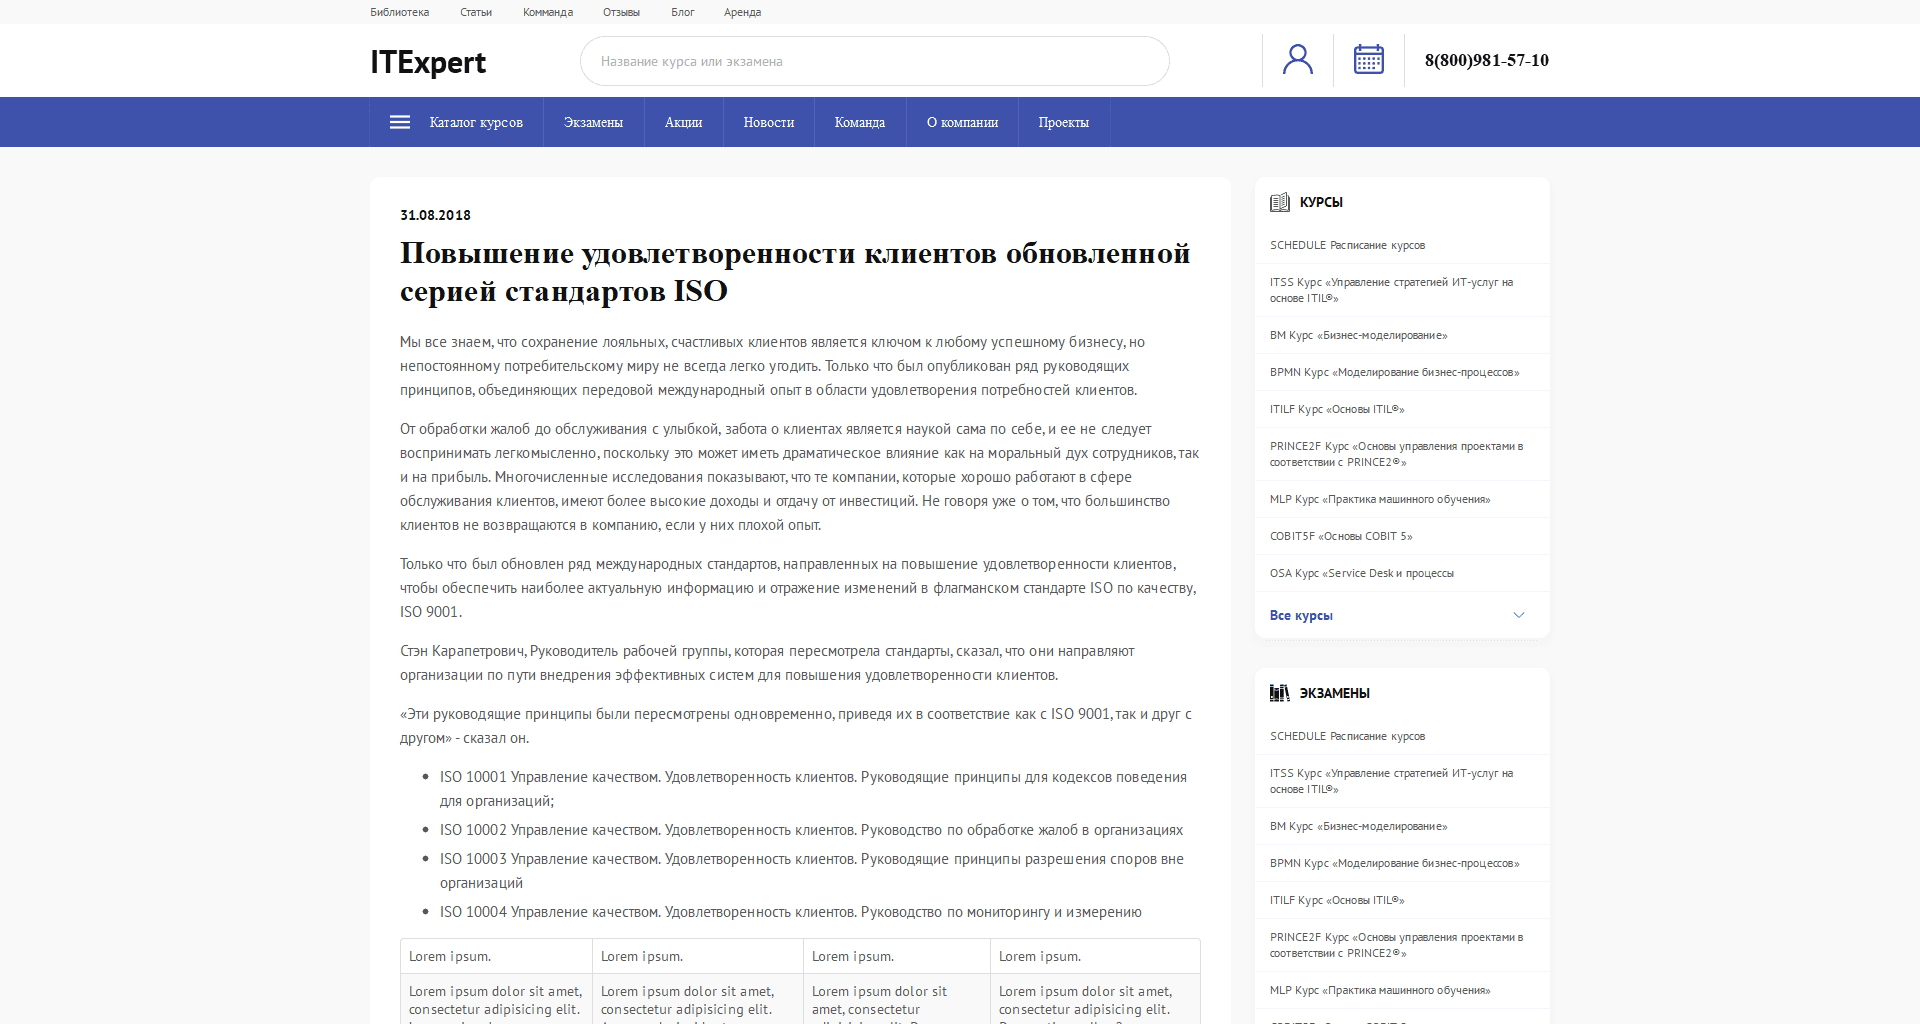 Библиотека
Статьи
Комманда
Отзывы
Блог
Аренда
ITExpert
Название курса или экзамена
8(800)981-57-10
Каталог курсов
Экзамены
Акции
Новости
Команда
О компании
Проекты
31.08.2018
Повышение удовлетворенности клиентов обновленной
серией стандартов ISO
Мы все знаем, что сохранение лояльных, счастливых клиентов является ключом к любому успешному бизнесу, но
непостоянному потребительскому миру не всегда легко угодить. Только что был опубликован ряд руководящих
принципов, объединяющих передовой международный опыт в области удовлетворения потребностей клиентов.
От обработки жалоб до обслуживания с улыбкой, забота о клиентах является наукой сама по себе, и ее не следует
воспринимать легкомысленно, поскольку это может иметь драматическое влияние как на моральный дух сотрудников, так
и на прибыль. Многочисленные исследования показывают, что те компании, которые хорошо работают в сфере
обслуживания клиентов, имеют более высокие доходы и отдачу от инвестиций. Не говоря уже о том, что большинство
клиентов не возвращаются в компанию, если у них плохой опыт.
Только что был обновлен ряд международных стандартов, направленных на повышение удовлетворенности клиентов,
чтобы обеспечить наиболее актуальную информацию и отражение изменений в флагманском стандарте ISO по качеству,
ISO 9001.
Стэн Карапетрович, Руководитель рабочей группы, которая пересмотрела стандарты, сказал, что они направляют
организации по пути внедрения эффективных систем для повышения удовлетворенности клиентов.
«Эти руководящие принципы были пересмотрены одновременно, приведя их в соответствие как с ISO 9001, так и друг с
другом» - сказал он.
ISO 10001 Управление качеством. Удовлетворенность клиентов. Руководящие принципы для кодексов поведения
для организаций;
ISO 10002 Управление качеством. Удовлетворенность клиентов. Руководство по обработке жалоб в организациях
ISO 10003 Управление качеством. Удовлетворенность клиентов. Руководящие принципы разрешения споров вне
организаций
ISO 10004 Управление качеством. Удовлетворенность клиентов. Руководство по мониторингу и измерению
Lorem ipsum.
Lorem ipsum.
Lorem ipsum.
Lorem ipsum.
Lorem ipsum dolor sit amet,
consectetur adipisicing elit.
Lorem ipsum dolor sit amet,
consectetur adipisicing elit.
Lorem ipsum dolor sit
amet, consectetur
Lorem ipsum dolor sit amet,
consectetur adipisicing elit.
КУРСЫ
SCHEDULE Расписание курсов
ITSS Курс «Управление стратегией ИТ-услуг на
основе ITIL®»
BM Курс «Бизнес-моделирование»
BPMN Курс «Моделирование бизнес-процессов»
ITILF Курс «Основы ITIL®»
PRINCE2F Курс «Основы управления проектами в
соответствии с PRINCE2®»
MLP Курс «Практика машинного обучения»
COBIT5F «Основы COBIT 5»
OSA Курс «Service Desk и процессы
Все курсы
ЭКЗАМЕНЫ
SCHEDULE Расписание курсов
ITSS Курс «Управление стратегией ИТ-услуг на
основе ITIL®»
BM Курс «Бизнес-моделирование»
BPMN Курс «Моделирование бизнес-процессов»
ITILF Курс «Основы ITIL®»
PRINCE2F Курс «Основы управления проектами в
соответствии с PRINCE2®»
MLP Курс «Практика машинного обучения»